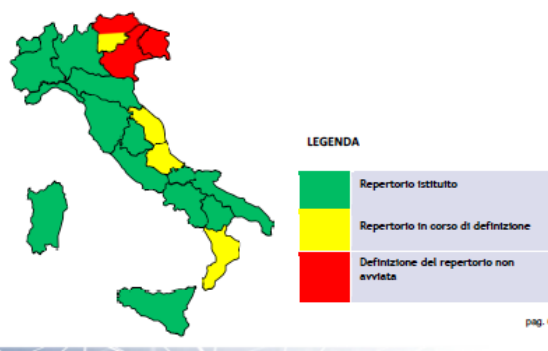 LEGENDA
Repertorio istituito
Repertorio in corso di definizione
Definizione del repertorio non
avviata
pag.